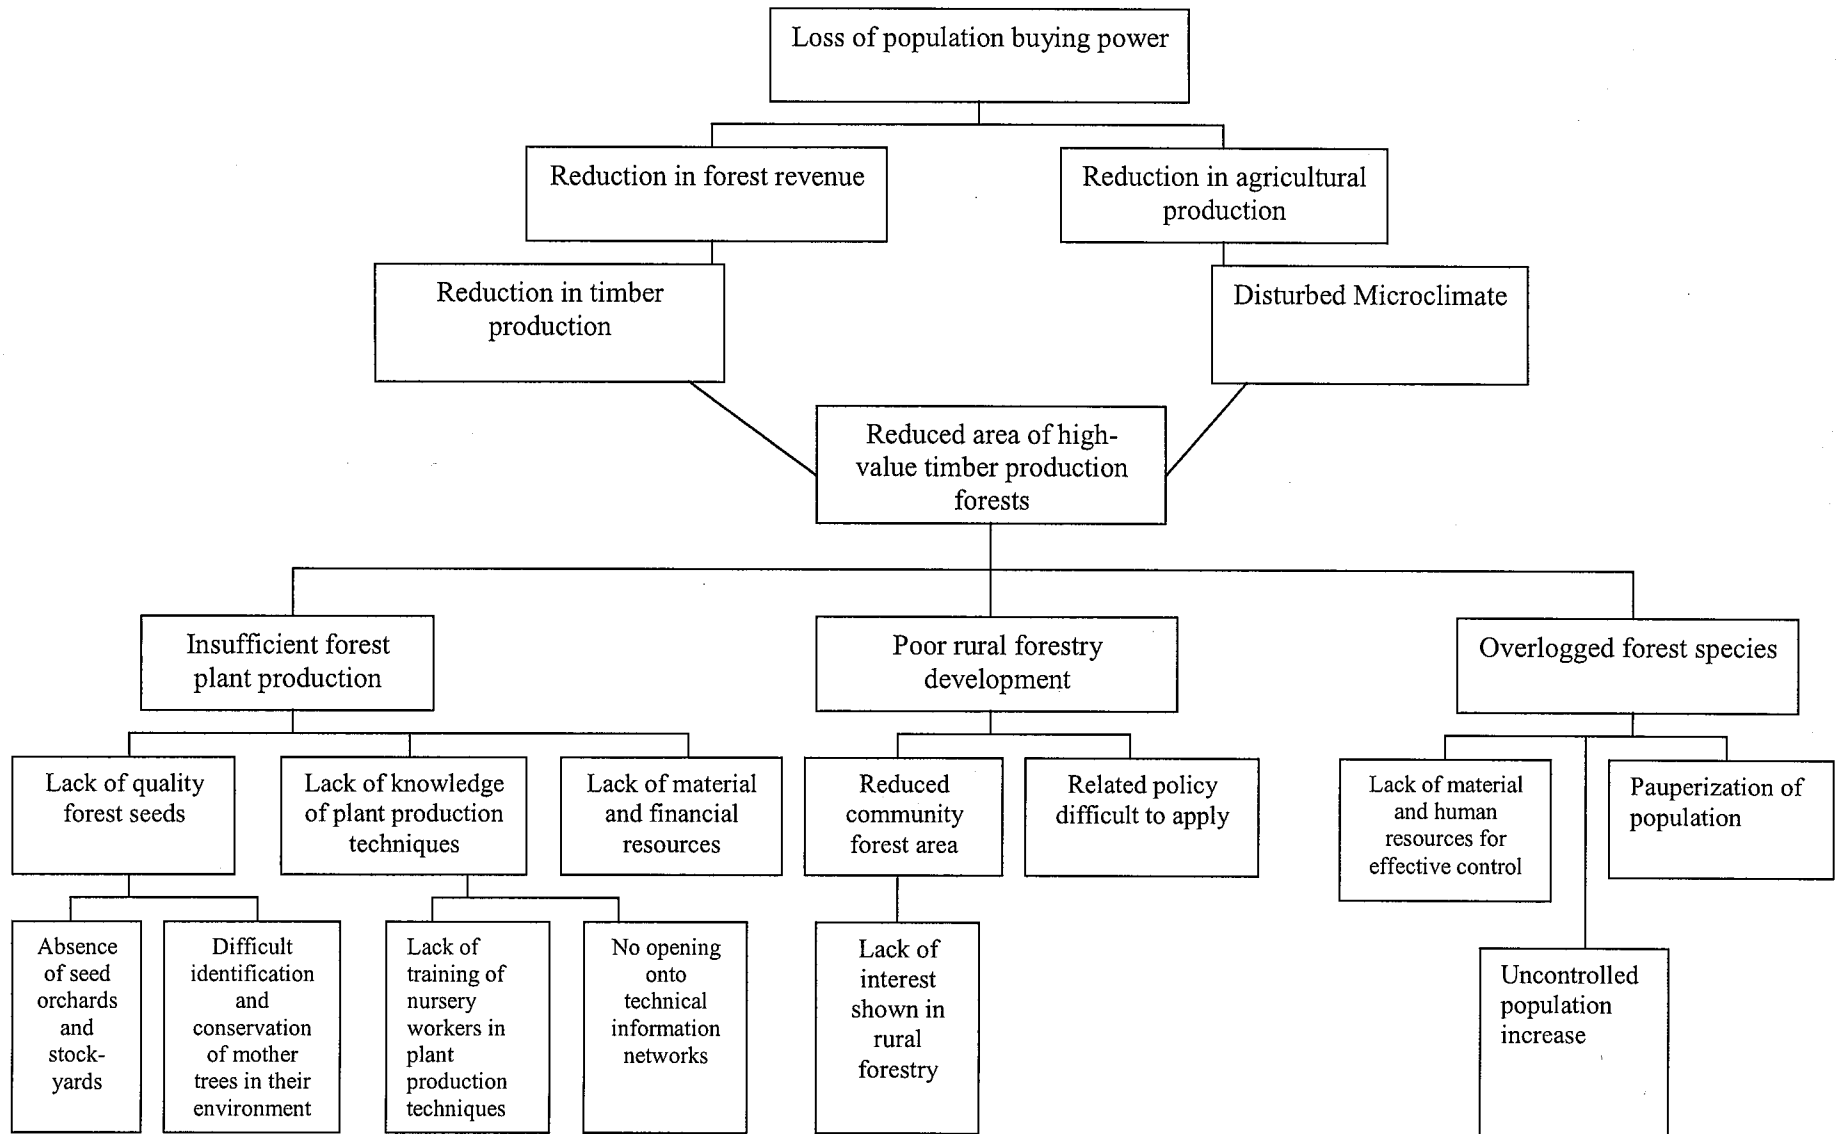 Loss of population buying power
Reduction in forest revenue
Reduction in agricultural
production
Reduction in timber
production
Disturbed Microclimate
Reduced area of high-
value timber production
forests
Insufficient forest
plant production
Poor rural forestry
development
Overlogged forest species
Lack of quality
forest seeds
Lack of knowledge
of plant production
techniques
Lack of material
and financial
resources
Reduced
community
forest area
Related policy
difficult to apply
Lack of material
and human
resources for
effective control
Pauperization of
population
Absence
of seed
orchards
and
stock-
yards
Difficult
identification
and
conservation
of mother
trees in their
environment
Lack of
training of
nursery
workers in
plant
production
techniques
No opening
onto
technical
information
networks
Lack of
interest
shown in
rural
forestry
Uncontrolled
population
increase